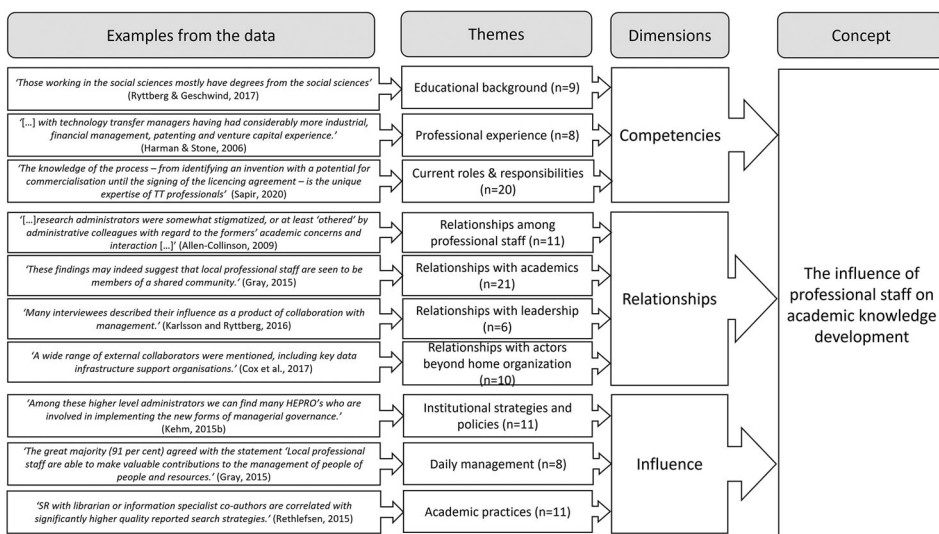 Examples from the data
Themes
Dimensions
Concept
‘Those working in the social sciences mostly have degrees from the social sciences’
(Ryttberg & Geschwind, 2017)
Educational background (n=9)
‘[…] with technology transfer managers having had considerably more industrial,
financial management, patenting and venture capital experience.’
(Harman & Stone, 2006)
Professional experience (n=8)
‘The knowledge of the process – from identifying an invention with a potential for
commercialisation until the signing of the licencing agreement – is the unique
expertise of TT professionals’ (Sapir, 2020)
Current roles & responsibilities
(n=20)
Competencies
‘[…]research administrators were somewhat stigmatized, or at least ‘othered’ by
administrative colleagues with regard to the formers’ academic concerns and
interaction […]’ (Allen-Collinson, 2009)
Relationships among
professional staff (n=11)
‘These findings may indeed suggest that local professional staff are seen to be
members of a shared community.’ (Gray, 2015)
Relationships with academics
(n=21)
‘Many interviewees described their influence as a product of collaboration with
management.’ (Karlsson and Ryttberg, 2016)
Relationships with leadership
(n=6)
‘A wide range of external collaborators were mentioned, including key data
infrastructure support organisations.’ (Cox et al., 2017)
Relationships with actors
beyond home organization
(n=10)
Relationships
‘Among these higher level administrators we can find many HEPRO’s who are
involved in implementing the new forms of managerial governance.’
(Kehm, 2015b)
Institutional strategies and
policies (n=11)
‘The great majority (91 per cent) agreed with the statement ‘Local professional
staff are able to make valuable contributions to the management of people of
people and resources.’ (Gray, 2015)
Daily management (n=8)
‘SR with librarian or information specialist co-authors are correlated with
significantly higher quality reported search strategies.’ (Rethlefsen, 2015)
Academic practices (n=11)
Influence
The influence of
professional staff on
academic knowledge
development